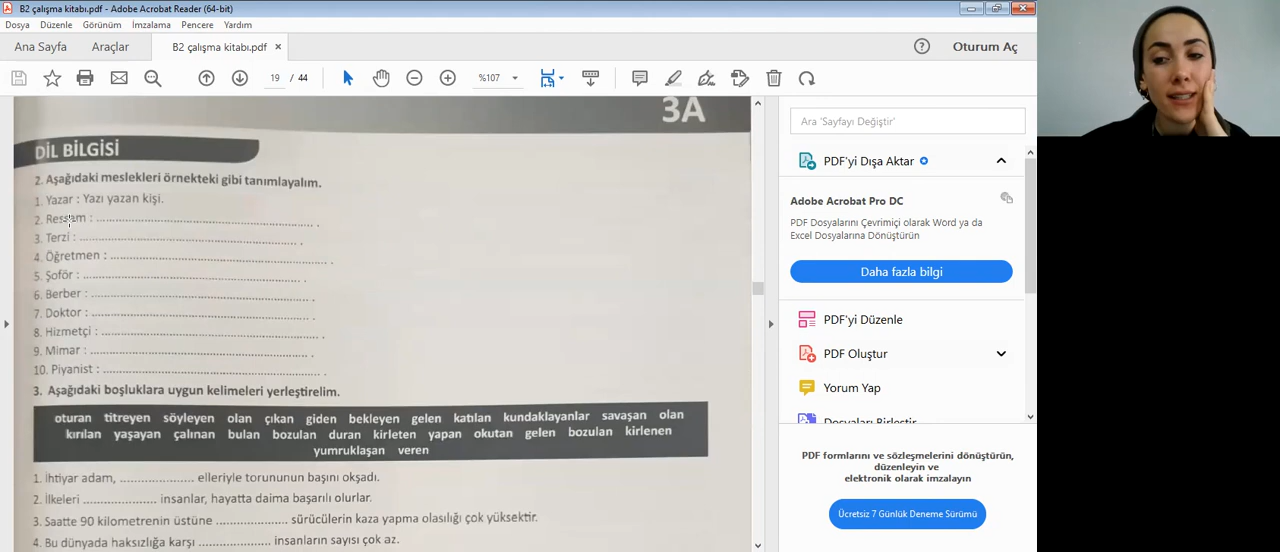 B2 çalışma kitabı.pdf - Adobe Acrobat Reader (64-bit)
Dosya Düzenle Görünüm İmzalama Pencere Yardım
Ana Sayfa Araçlar B2 çalışma kitabı.pdf × Oturum Aç
19 / 44 %107
3A
DİL BİLGİSİ
2. Aşağıdaki meslekleri örnekteki gibi tanımlayalım.
1. Yazar : Yazı yazan kişi.
2. Ressam : .......................................................... .
3. Terzi : .......................................................... .
4. Öğretmen : .......................................................... .
5. Şoför : .......................................................... .
6. Berber : .......................................................... .
7. Doktor : .......................................................... .
8. Hizmetçi : .......................................................... .
9. Mimar : .......................................................... .
10. Piyanist : .......................................................... .
3. Aşağıdaki boşluklara uygun kelimeleri yerleştirelim.
oturan titreyen söyleyen olan çıkan giden bekleyen gelen katılan kundaklayanlar savaşan olan
kırılan yaşayan çalınan bulan bozulan duran kirleten yapan okutan gelen bozulan kirlenen
yumruklaşan veren
1. İhtiyar adam, .................... elleriyle torununun başını okşadı.
2. İlkeleri .................... insanlar, hayatta daima başarılı olurlar.
3. Saatte 90 kilometrenin üstüne .................... sürücülerin kaza yapma olasılığı çok yüksektir.
4. Bu dünyada haksızlığa karşı .................... insanların sayısı çok az.
Ara 'Sayfayı Değiştir'
PDF'yi Dışa Aktar
Adobe Acrobat Pro DC
PDF Dosyalarını Çevrimiçi olarak Word ya da
Excel Dosyalarına Dönüştürün
Daha fazla bilgi
PDF'yi Düzenle
PDF Oluştur
Yorum Yap
Dosyaları Birleştir
PDF formlarını ve sözleşmelerini dönüştürün,
düzenleyin ve
elektronik olarak imzalayın
Ücretsiz 7 Günlük Deneme Sürümü